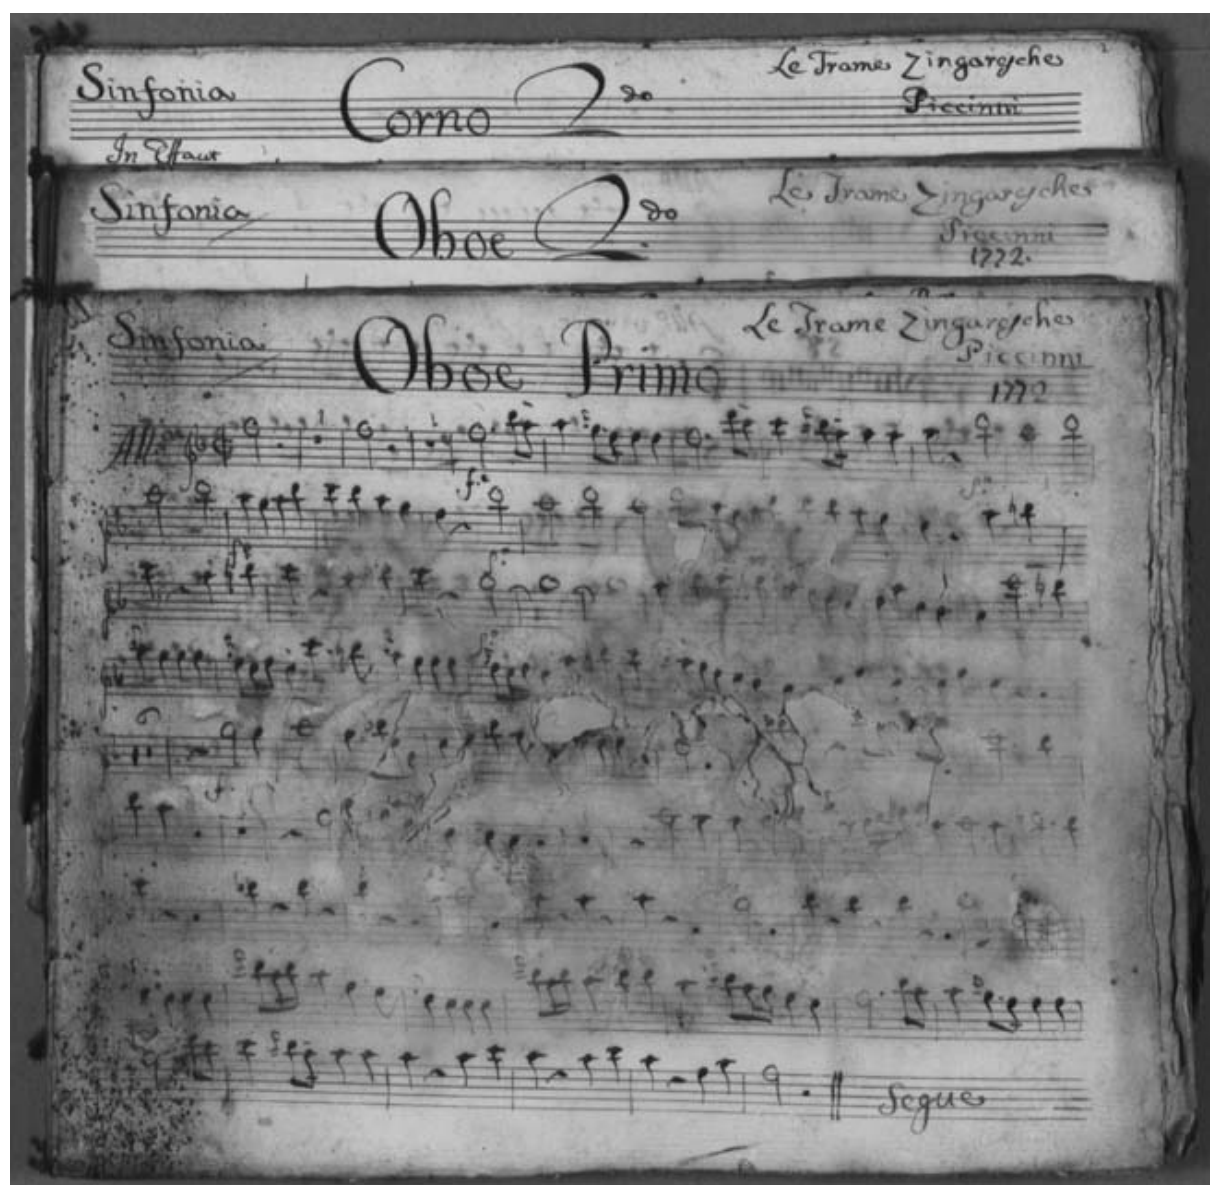 Sinfonia Corno 2do Le Trame Zingaresche
Piccinni
In Effaut
Sinfonia Oboe 2do Le Trame Zingaresche
Piccinni
1772.
Sinfonia Oboe Primo Le Trame Zingaresche
Piccinni
1772
All:
f:
Segue